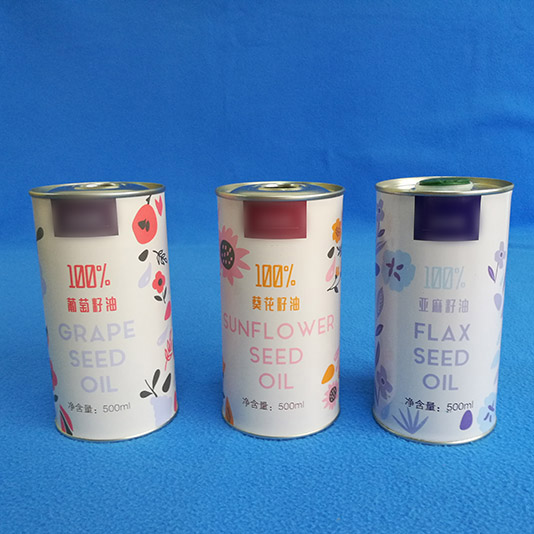 100%
葡萄籽油
GRAPE
SEED
OIL
净含量：500ml
100%
葵花籽油
SUNFLOWER
SEED
OIL
净含量：500ml
100%
亚麻籽油
FLAX
SEED
OIL
净含量：500ml